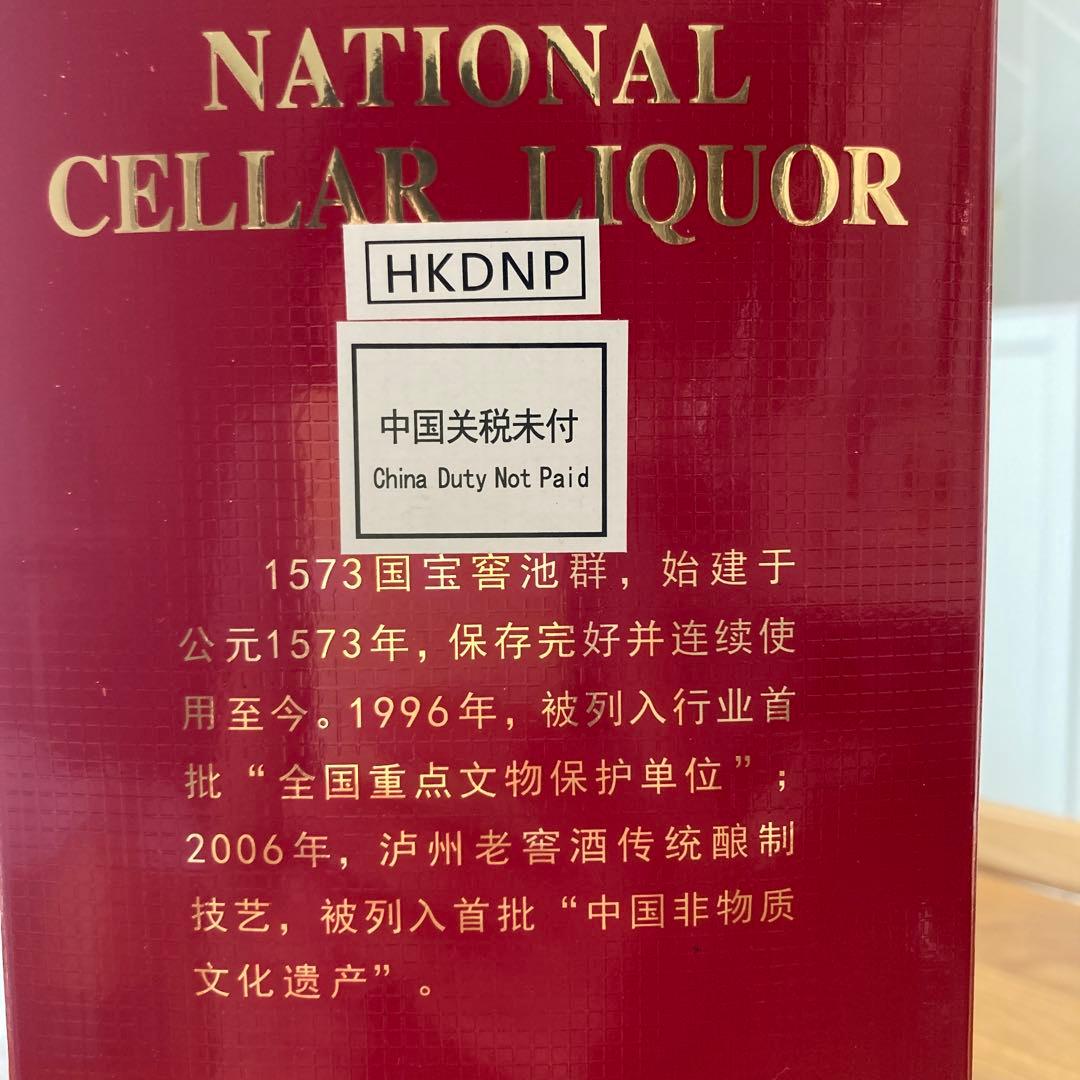 NATIONAL
CELLAR LIQUOR
HKDNP
中国关税未付
China Duty Not Paid
1573国宝窖池群，始建于
公元1573年，保存完好并连续使
用至今。1996年，被列入行业首
批“全国重点文物保护单位”；
2006年，泸州老窖酒传统酿制
技艺，被列入首批“中国非物质
文化遗产”。